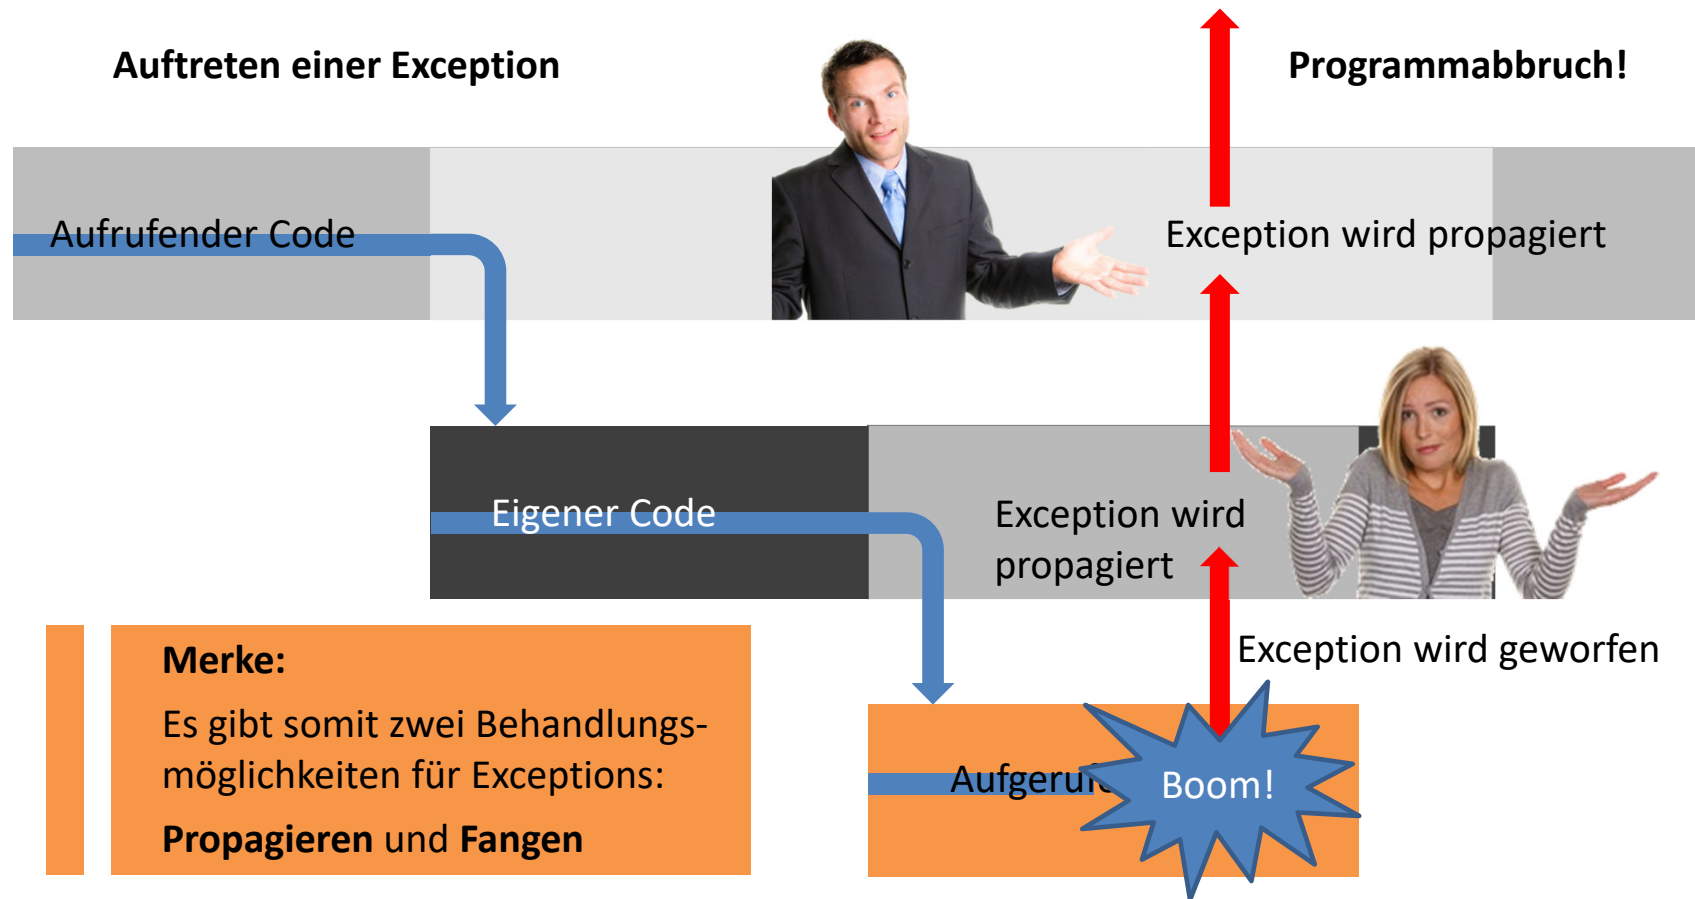 Auftreten einer Exception
Programmabbruch!
Aufrufender Code
Exception wird propagiert
Eigener Code
Exception wird
propagiert
Exception wird geworfen
Merke:
Es gibt somit zwei Behandlungs-
möglichkeiten für Exceptions:
Propagieren und Fangen
Boom!